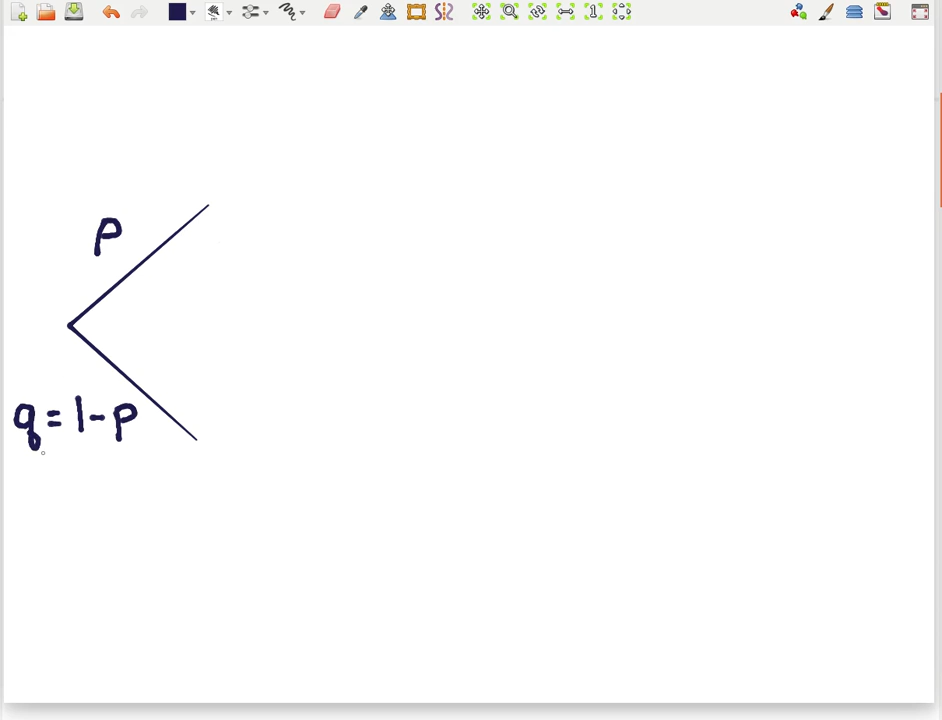 p
q = 1 - p